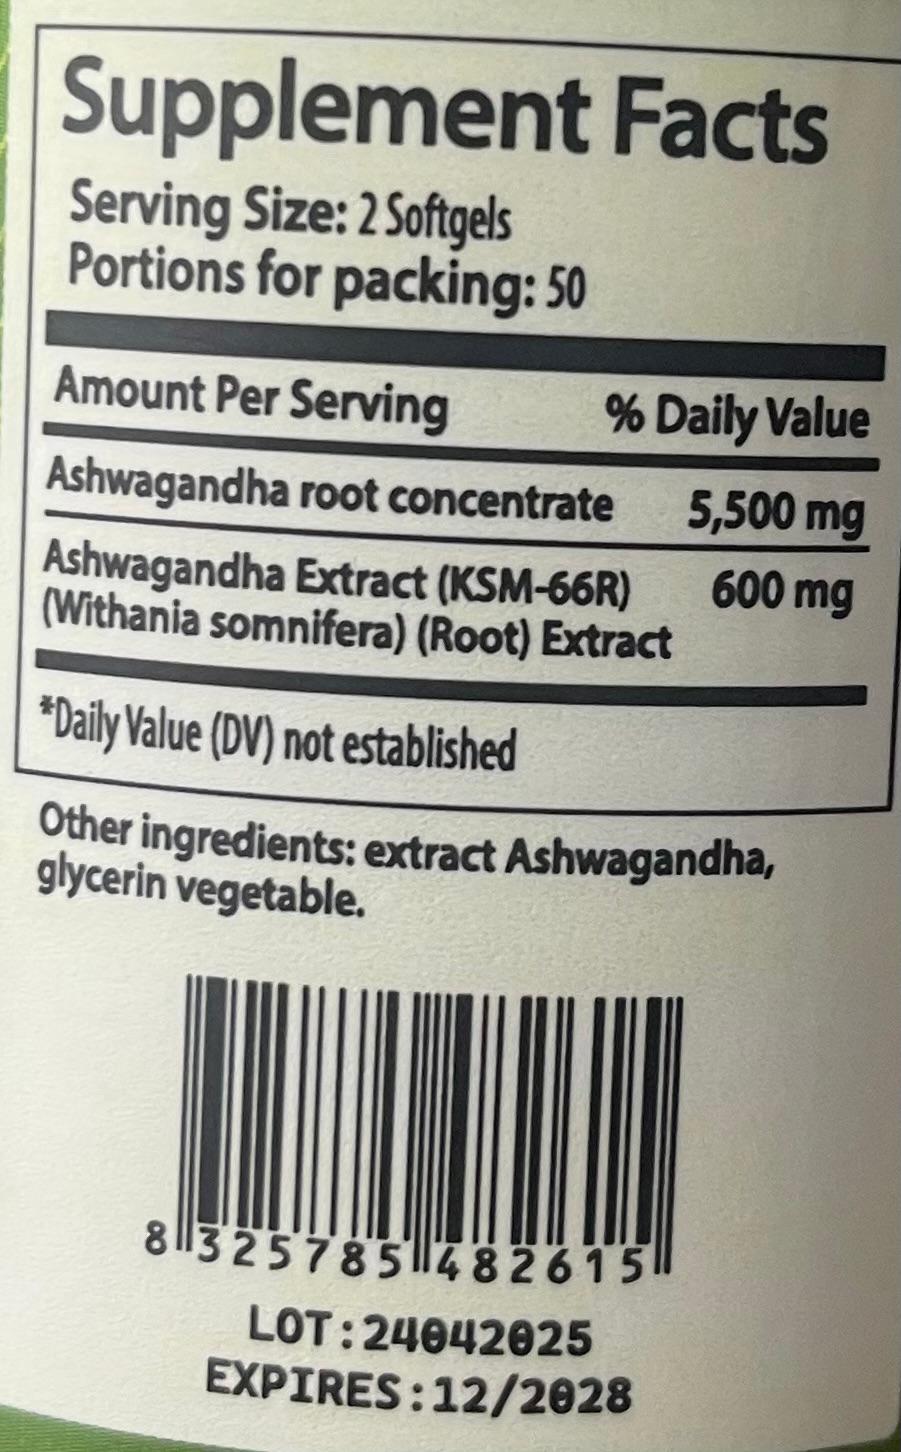 Supplement Facts
Serving Size: 2 Softgels
Portions for packing: 50
Amount Per Serving % Daily Value
Ashwagandha root concentrate 5,500 mg
Ashwagandha Extract (KSM-66R) 600 mg
(Withania somnifera) (Root) Extract
*Daily Value (DV) not established
Other ingredients: extract Ashwagandha,
glycerin vegetable.
8 325785 482615
LOT:24042025
EXPIRES:12/2028